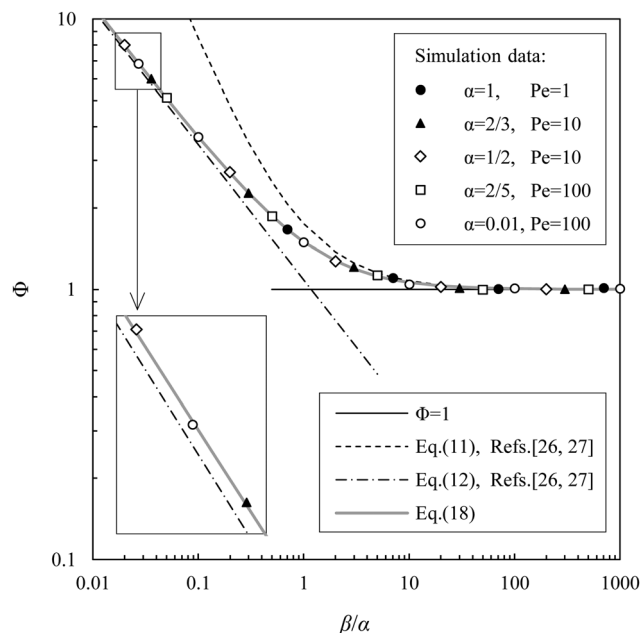 10
1
0.1
Φ
0.01
0.1
1
10
100
1000
β/α
Simulation data:
α=1, Pe=1
α=2/3, Pe=10
α=1/2, Pe=10
α=2/5, Pe=100
α=0.01, Pe=100
Φ=1
Eq.(11), Refs.[26, 27]
Eq.(12), Refs.[26, 27]
Eq.(18)